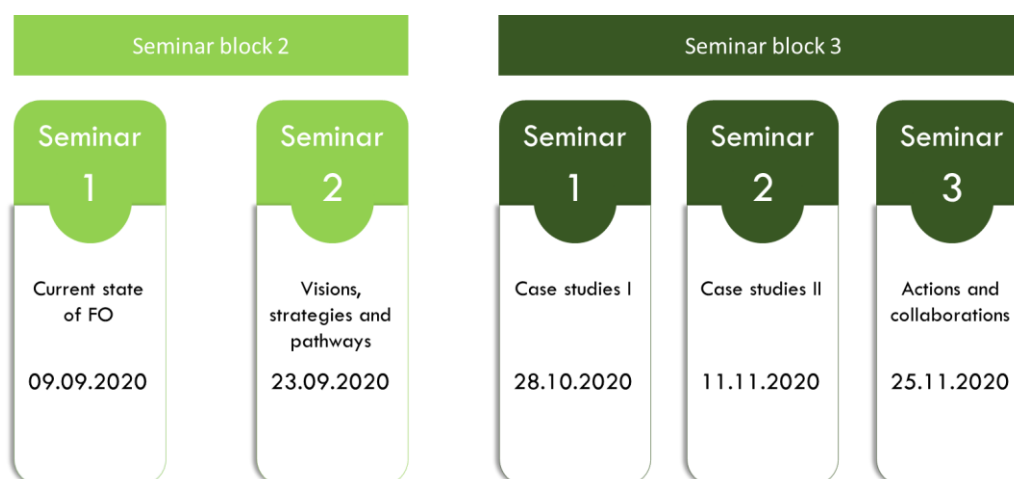 Seminar block 2
Seminar
1
Current state
of FO
09.09.2020
Seminar
2
Visions,
strategies and
pathways
23.09.2020
Seminar block 3
Seminar
1
Case studies I
28.10.2020
Seminar
2
Case studies II
11.11.2020
Seminar
3
Actions and
collaborations
25.11.2020